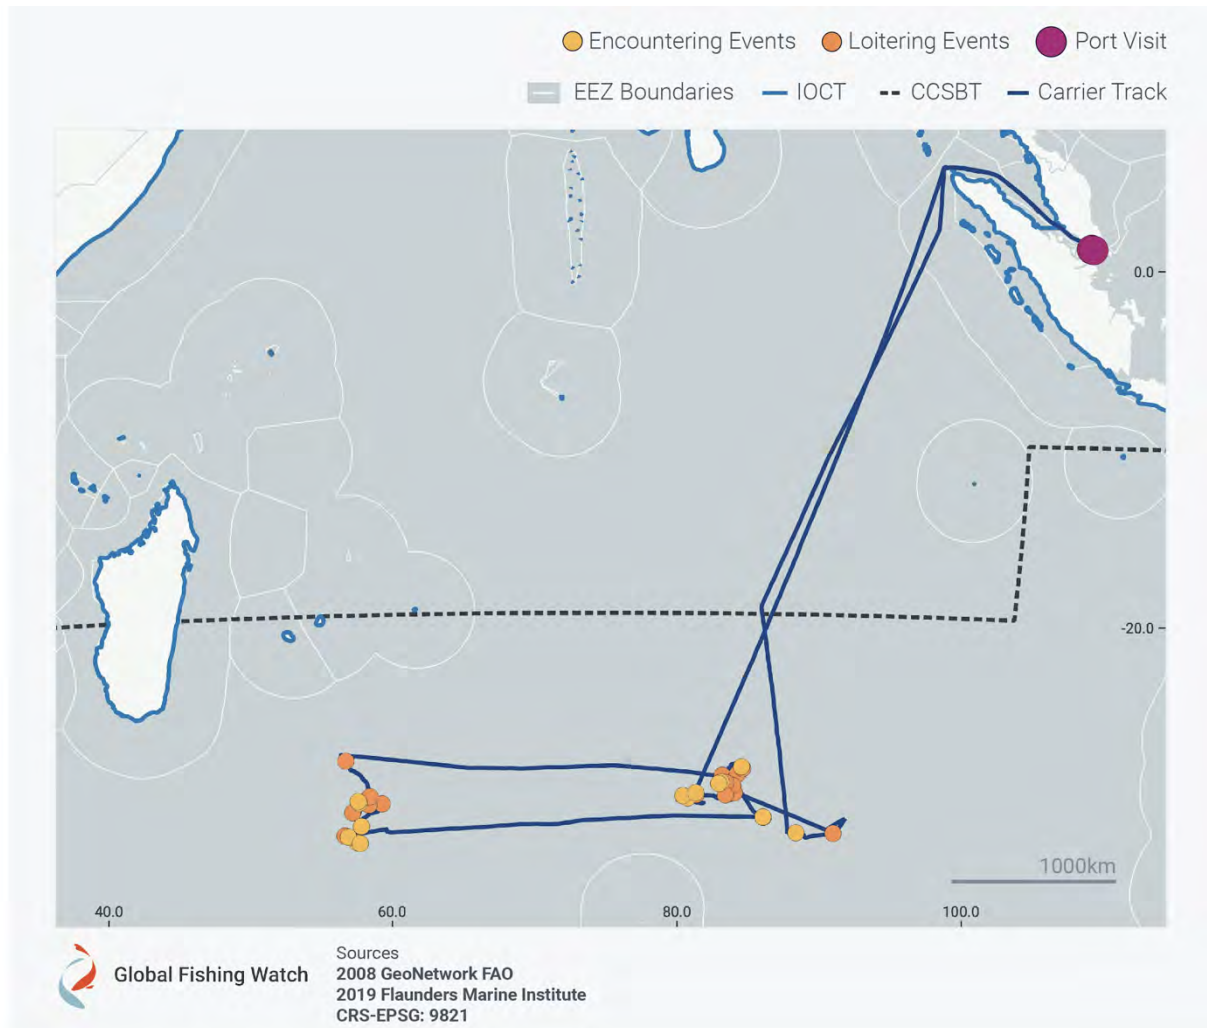 Encountering Events Loitering Events Port Visit
EEZ Boundaries IOCT CCSBT Carrier Track
0.0
-20.0
1000km
40.0 60.0 80.0 100.0
Global Fishing Watch
Sources
2008 GeoNetwork FAO
2019 Flaunders Marine Institute
CRS-EPSG: 9821